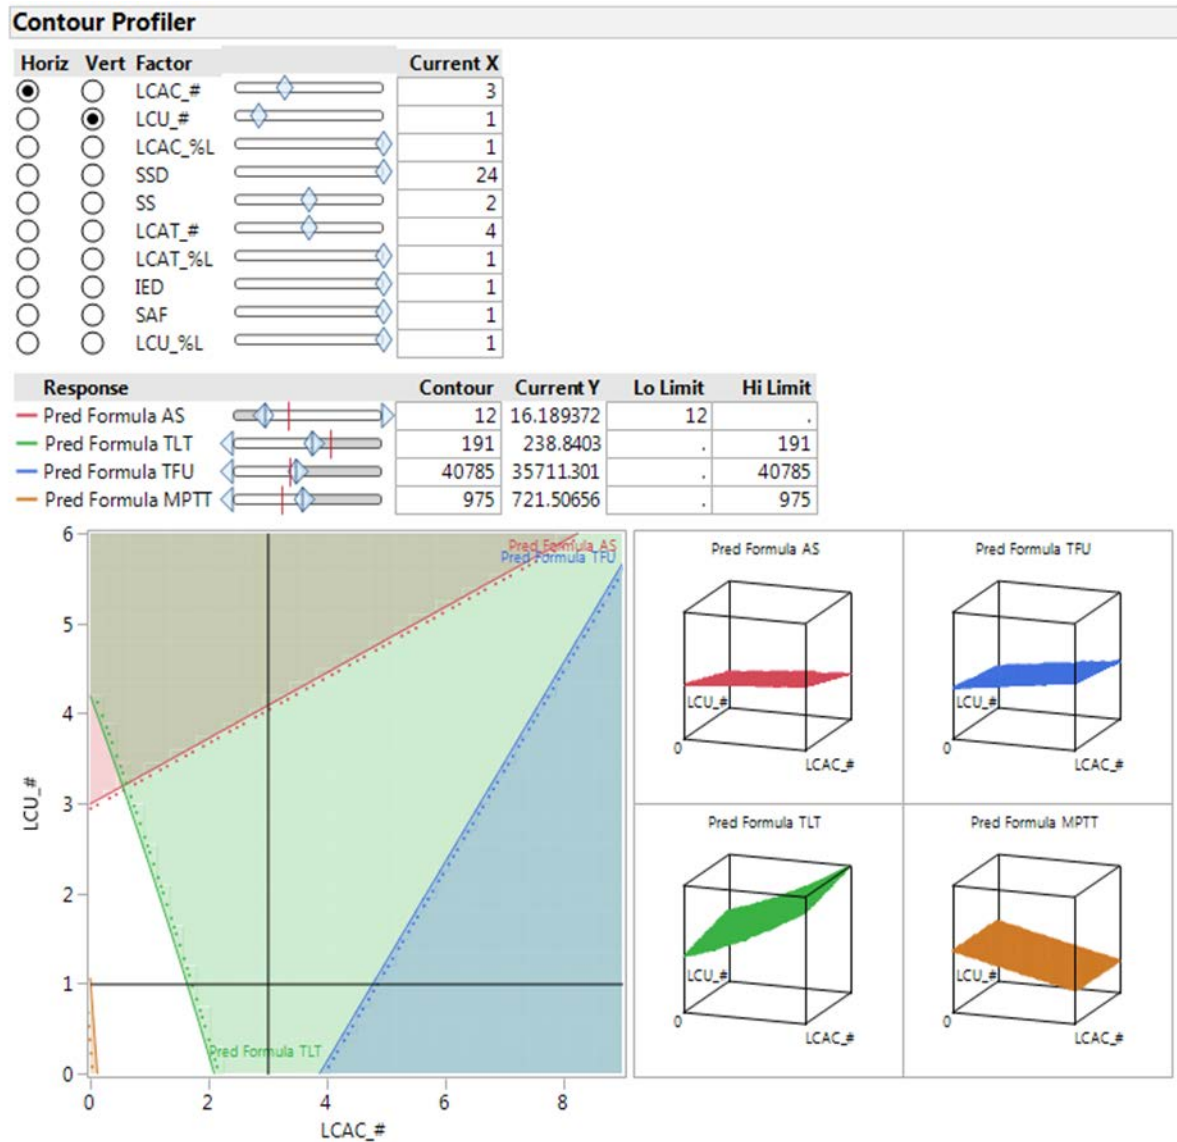 Contour Profiler
Horiz Vert Factor Current X
LCAC_# 3
LCU_# 1
LCAC_%L 1
SSD 24
SS 2
LCAT_# 4
LCAT_%L 1
IED 1
SAF 1
LCU_%L 1
Response Contour Current Y Lo Limit Hi Limit
Pred Formula AS 12 16.189372 12 .
Pred Formula TLT 191 238.8403 . 191
Pred Formula TFU 40785 35711.301 . 40785
Pred Formula MPTT 975 721.50656 . 975
6
5
4
3
2
1
0
LCU_#
Pred Formula AS
Pred Formula TFU
Pred Formula TLT
0 2 4 6 8
LCAC_#
Pred Formula AS
LCU_#
0
LCAC_#
Pred Formula TFU
LCU_#
0
LCAC_#
Pred Formula TLT
LCU_#
0
LCAC_#
Pred Formula MPTT
LCU_#
0
LCAC_#